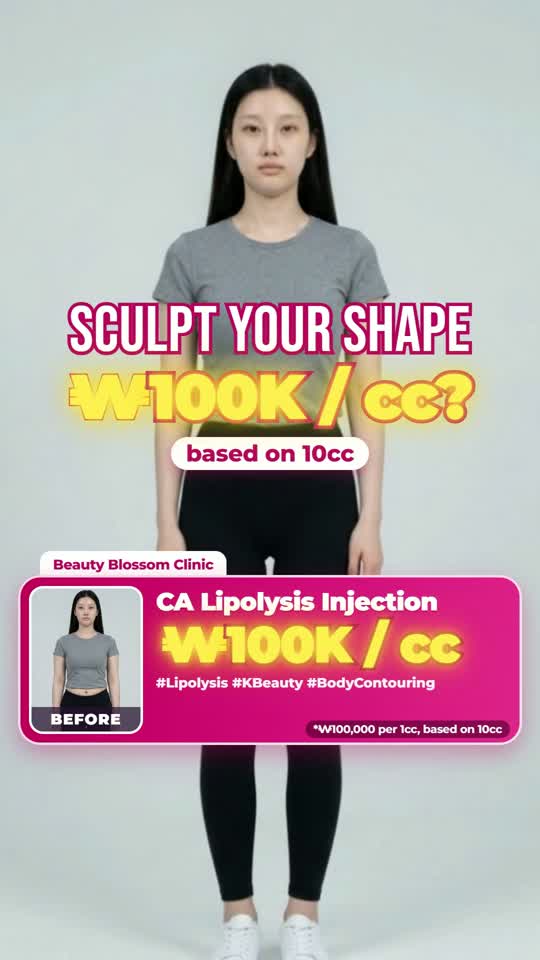 SCULPT YOUR SHAPE
₩100K / cc?
based on 10cc
Beauty Blossom Clinic
CA Lipolysis Injection
₩100K / cc
#Lipolysis #KBeauty #BodyContouring
BEFORE
*₩100,000 per 1cc, based on 10cc